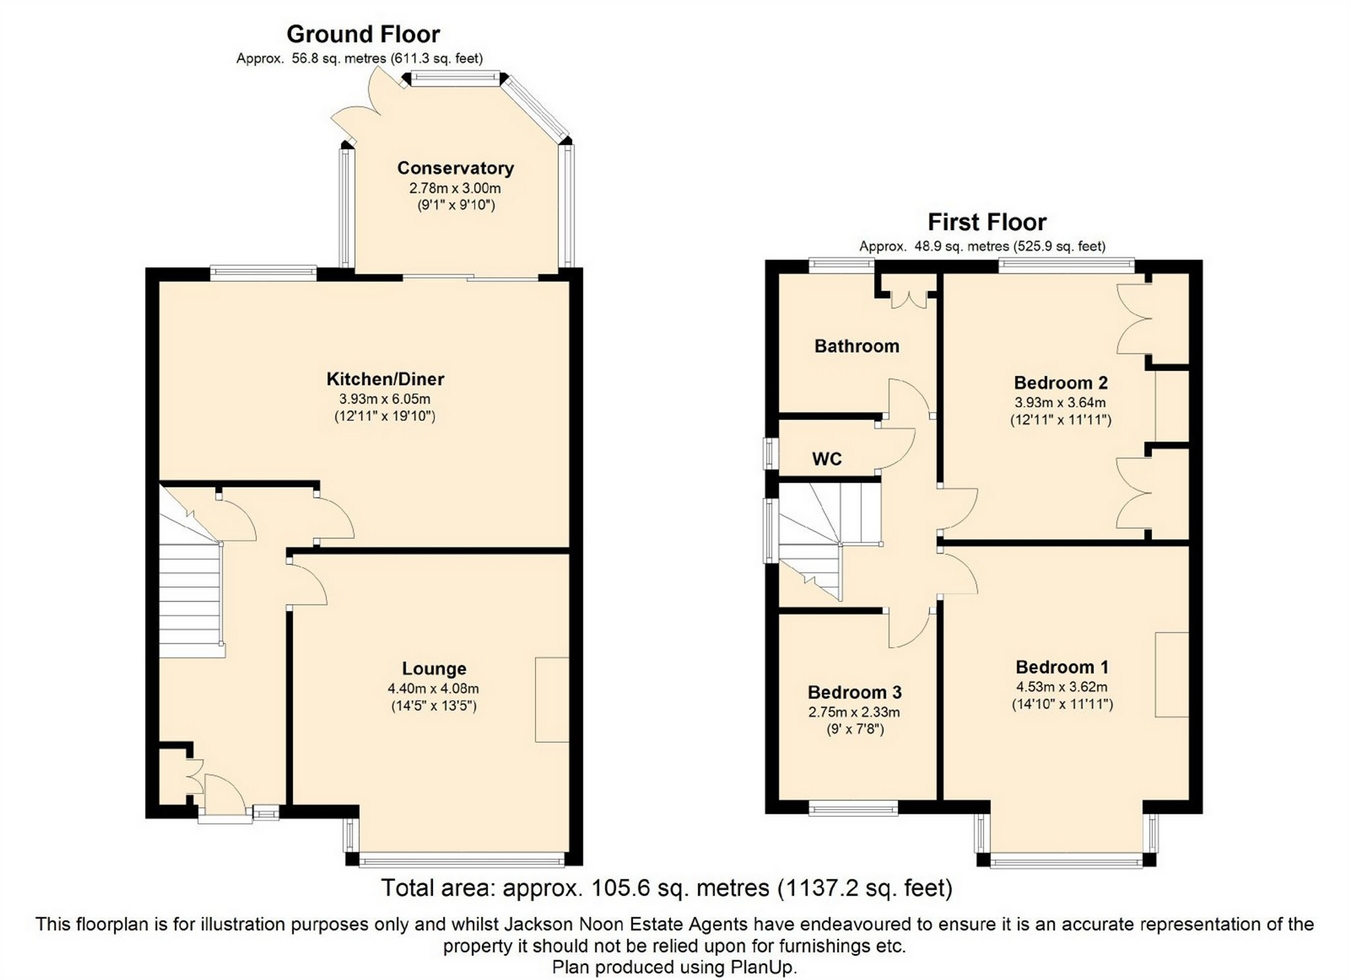 Ground Floor
Approx. 56.8 sq. metres (611.3 sq. feet)
Conservatory
2.78m x 3.00m
(9'1" x 9'10")
Kitchen/Diner
3.93m x 6.05m
(12'11" x 19'10")
Lounge
4.40m x 4.08m
(14'5" x 13'5")
First Floor
Approx. 48.9 sq. metres (525.9 sq. feet)
Bathroom
Bedroom 2
3.93m x 3.64m
(12'11" x 11'11")
WC
Bedroom 1
4.53m x 3.62m
(14'10" x 11'11")
Bedroom 3
2.75m x 2.33m
(9' x 7'8")
Total area: approx. 105.6 sq. metres (1137.2 sq. feet)
This floorplan is for illustration purposes only and whilst Jackson Noon Estate Agents have endeavoured to ensure it is an accurate representation of the
property it should not be relied upon for furnishings etc.
Plan produced using PlanUp.